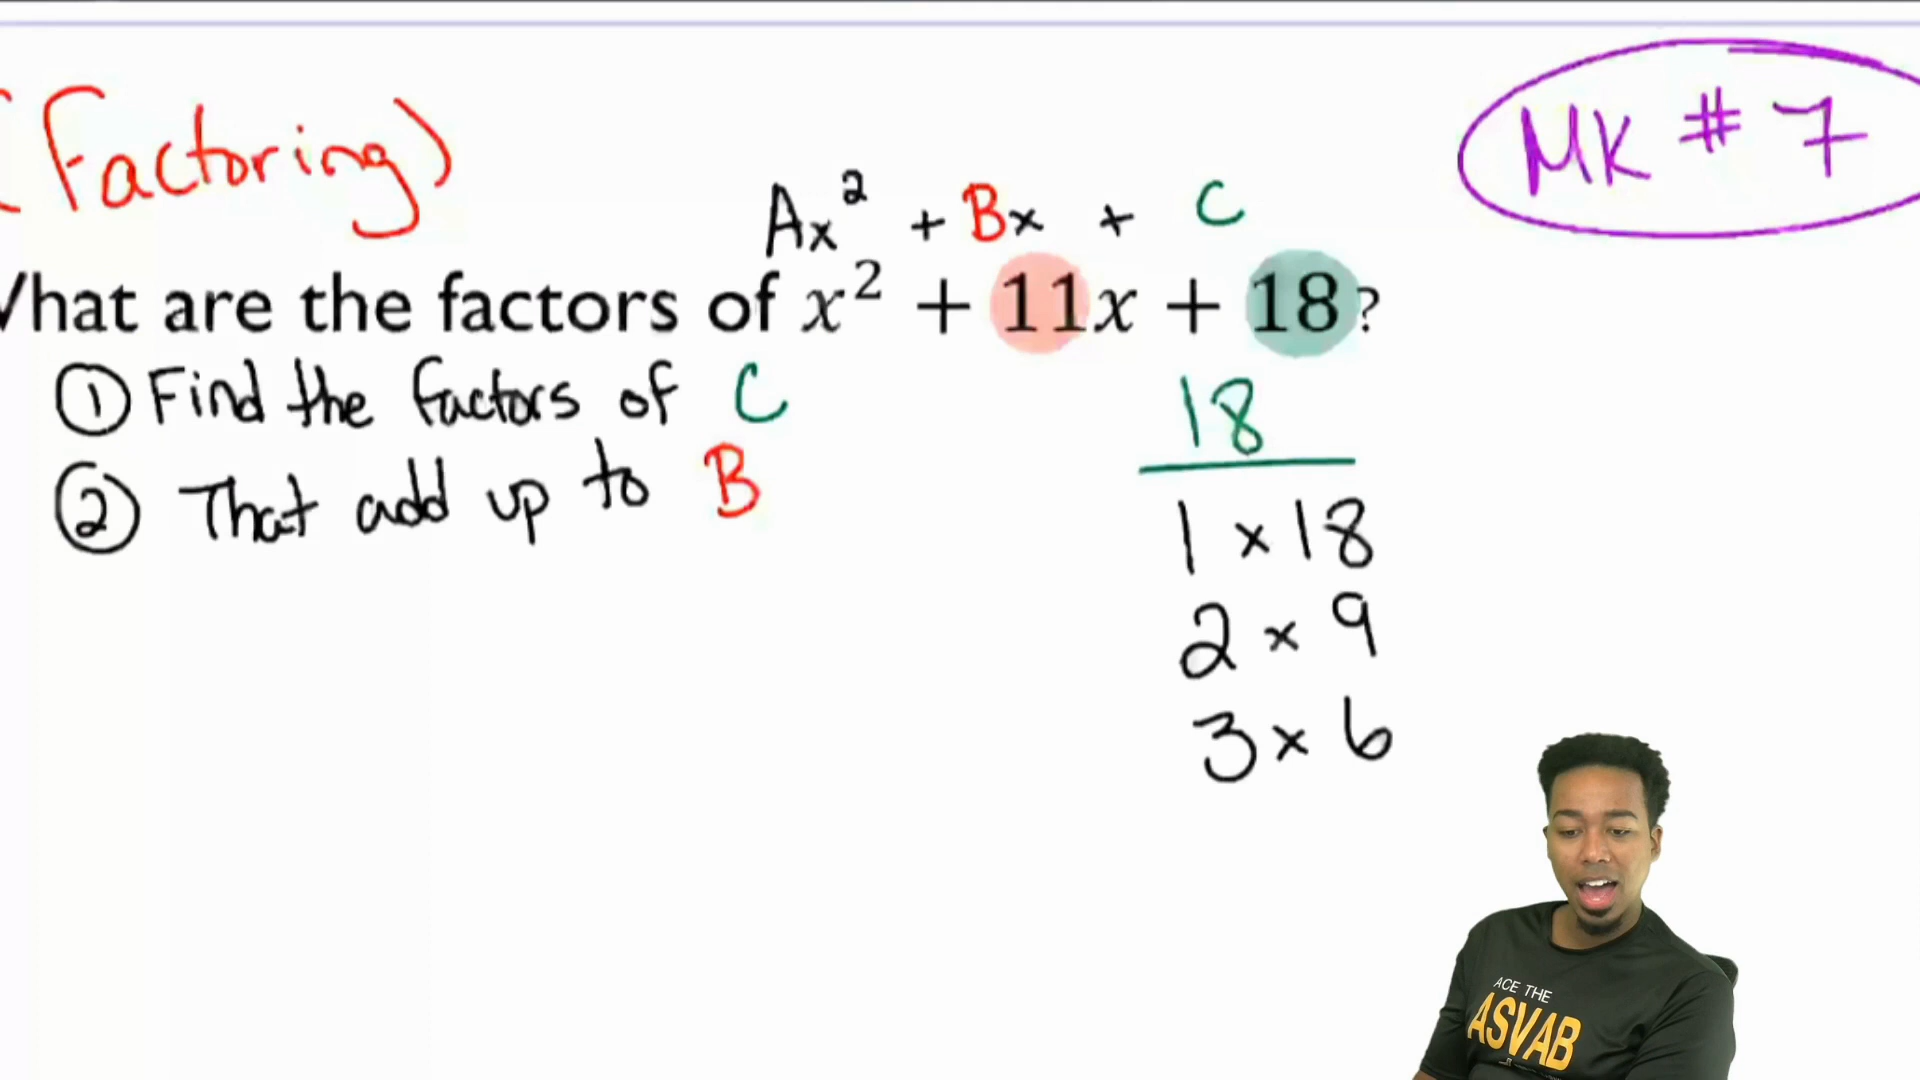 (Factoring)
MK # 7
Ax² + Bx + C
What are the factors of x² + 11x + 18?
① Find the factors of C
② That add up to B
18
1 x 18
2 x 9
3 x 6
ACE THE
ASVAB